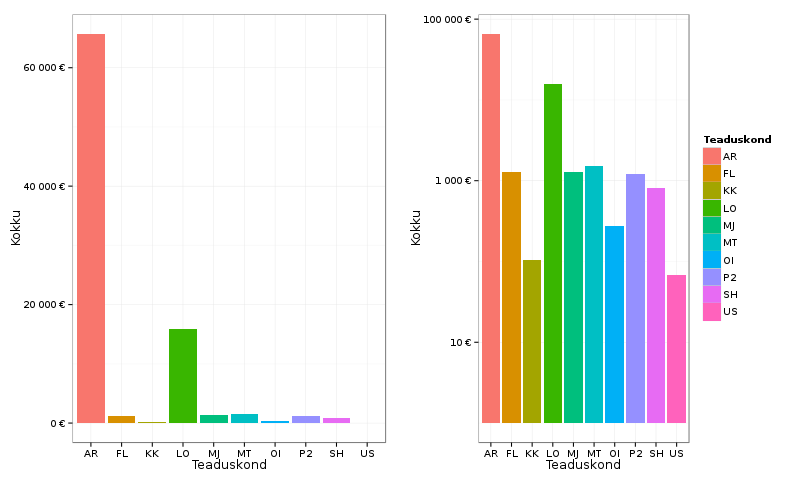 Kokku
60 000 €
40 000 €
20 000 €
0 €
AR FL KK LO MJ MT OI P2 SH US
Teaduskond
Kokku
100 000 €
1 000 €
10 €
AR FL KK LO MJ MT OI P2 SH US
Teaduskond
Teaduskond
AR
FL
KK
LO
MJ
MT
OI
P2
SH
US